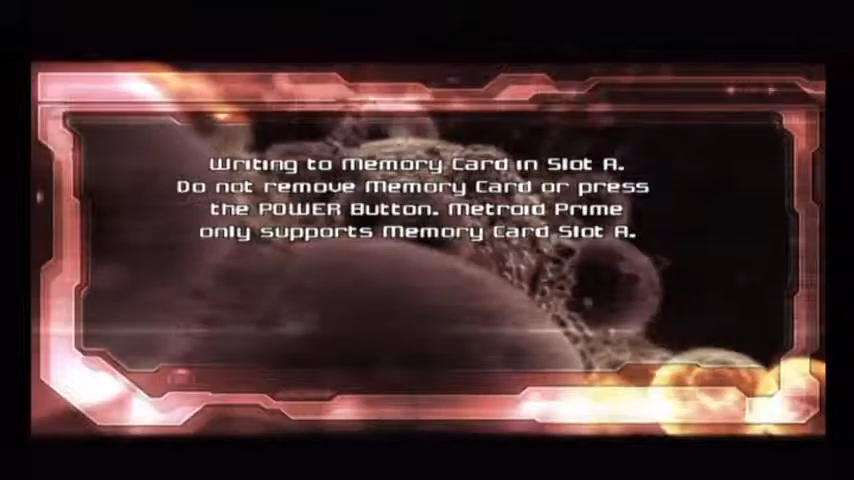 Writing to Memory Card in Slot A.
Do not remove Memory Card or press
the POWER Button. Metroid Prime
only supports Memory Card Slot A.